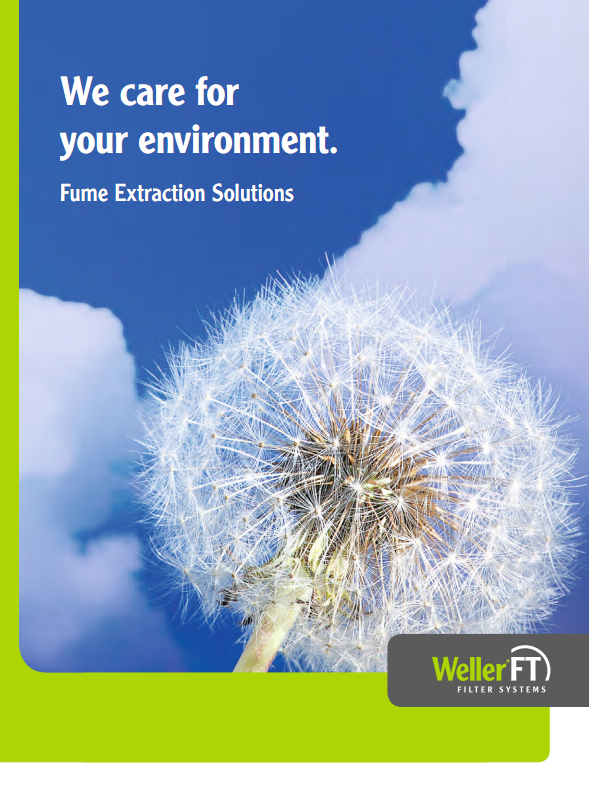 We care for
your environment.
Fume Extraction Solutions
Weller® FT
FILTER SYSTEMS